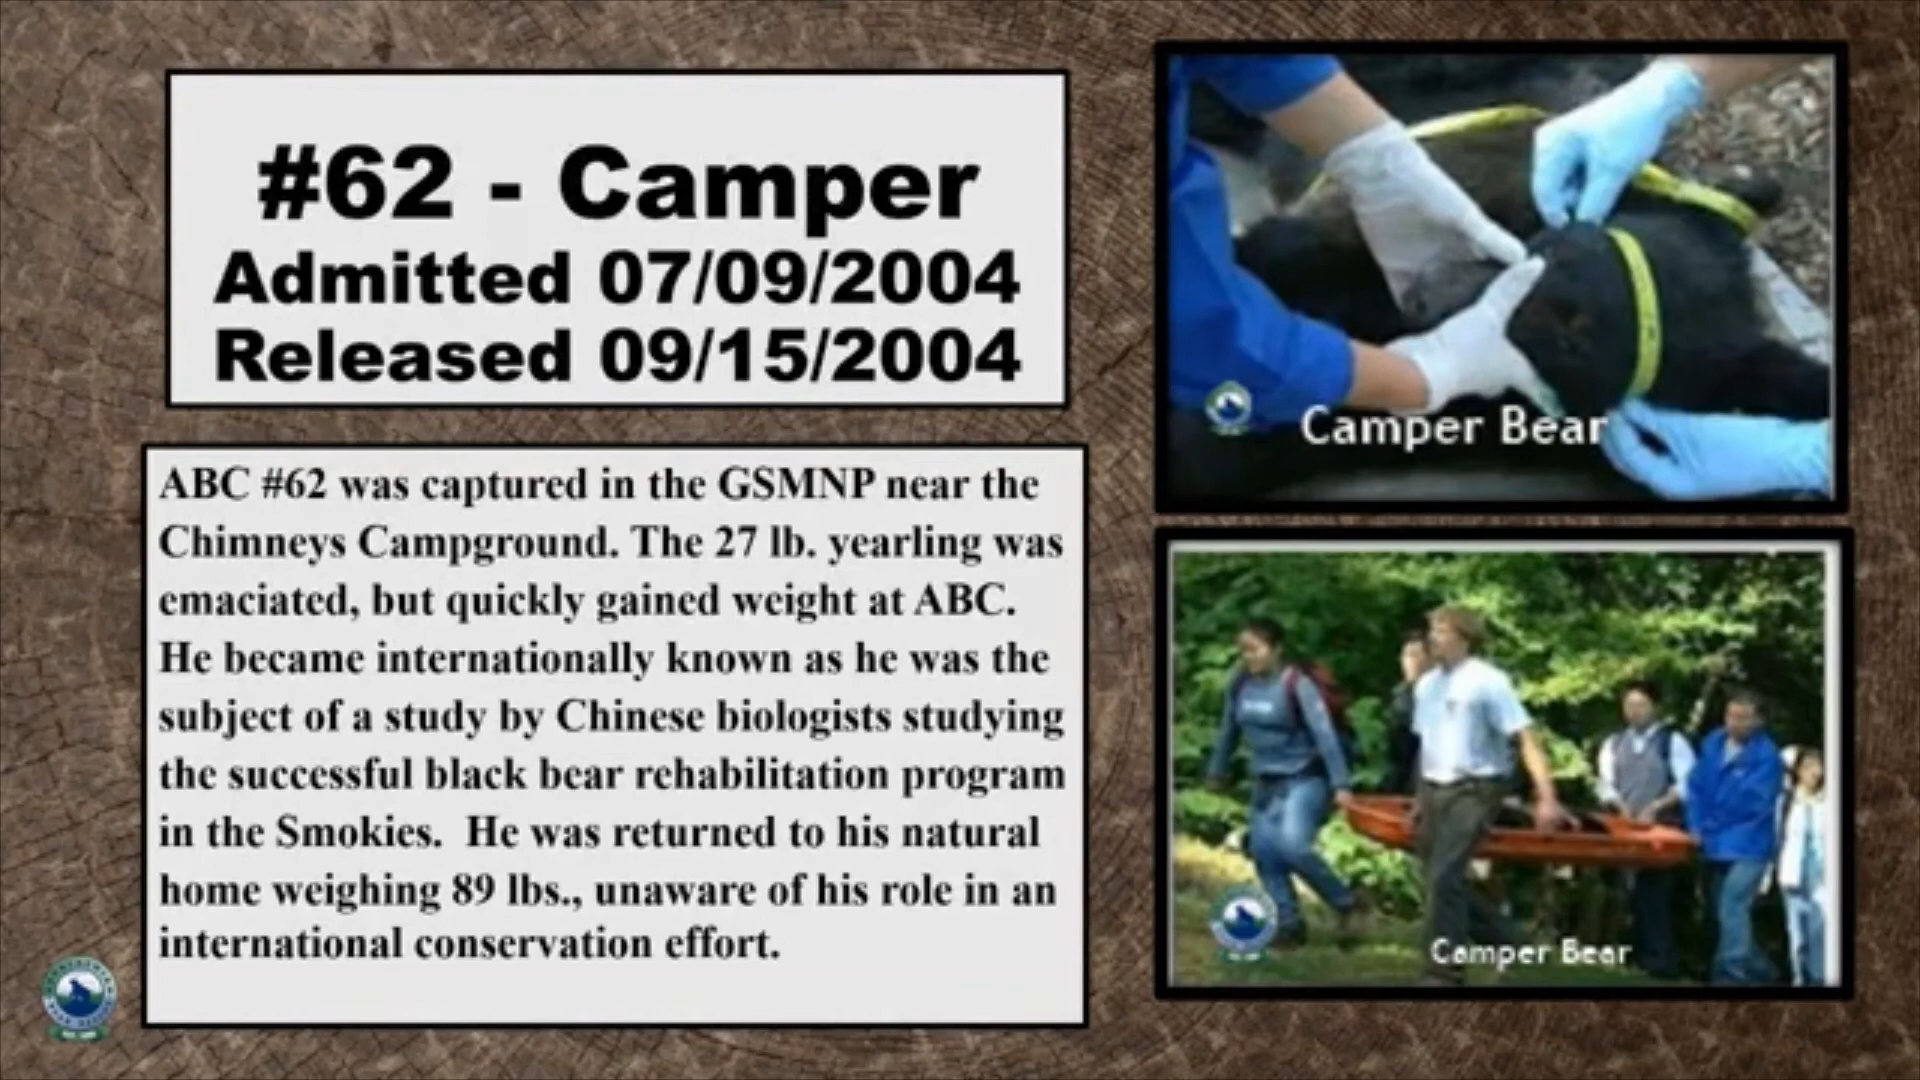 #62 - Camper
Admitted 07/09/2004
Released 09/15/2004
ABC #62 was captured in the GSMNP near the
Chimneys Campground. The 27 lb. yearling was
emaciated, but quickly gained weight at ABC.
He became internationally known as he was the
subject of a study by Chinese biologists studying
the successful black bear rehabilitation program
in the Smokies. He was returned to his natural
home weighing 89 lbs., unaware of his role in an
international conservation effort.
Camper Bear
Camper Bear